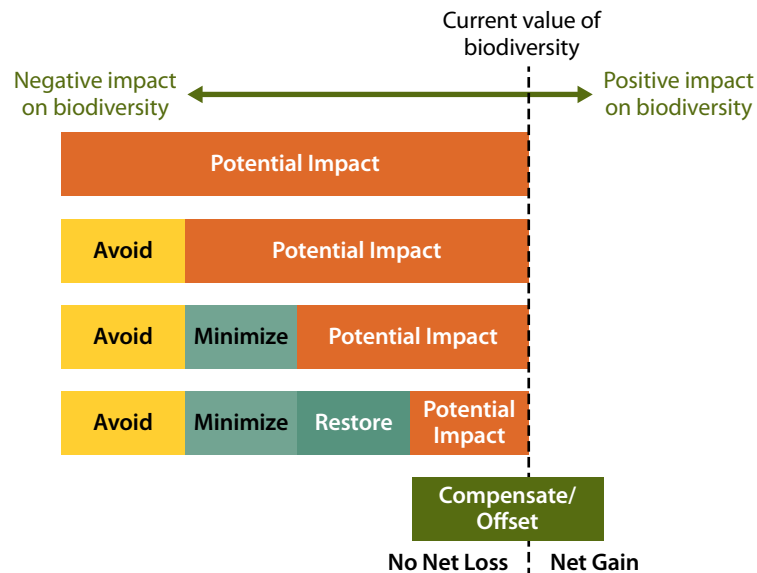 Current value of
biodiversity
Negative impact
on biodiversity
Positive impact
on biodiversity
Potential Impact
Avoid
Potential Impact
Avoid
Minimize
Potential Impact
Avoid
Minimize
Restore
Potential
Impact
Compensate/
Offset
No Net Loss
Net Gain